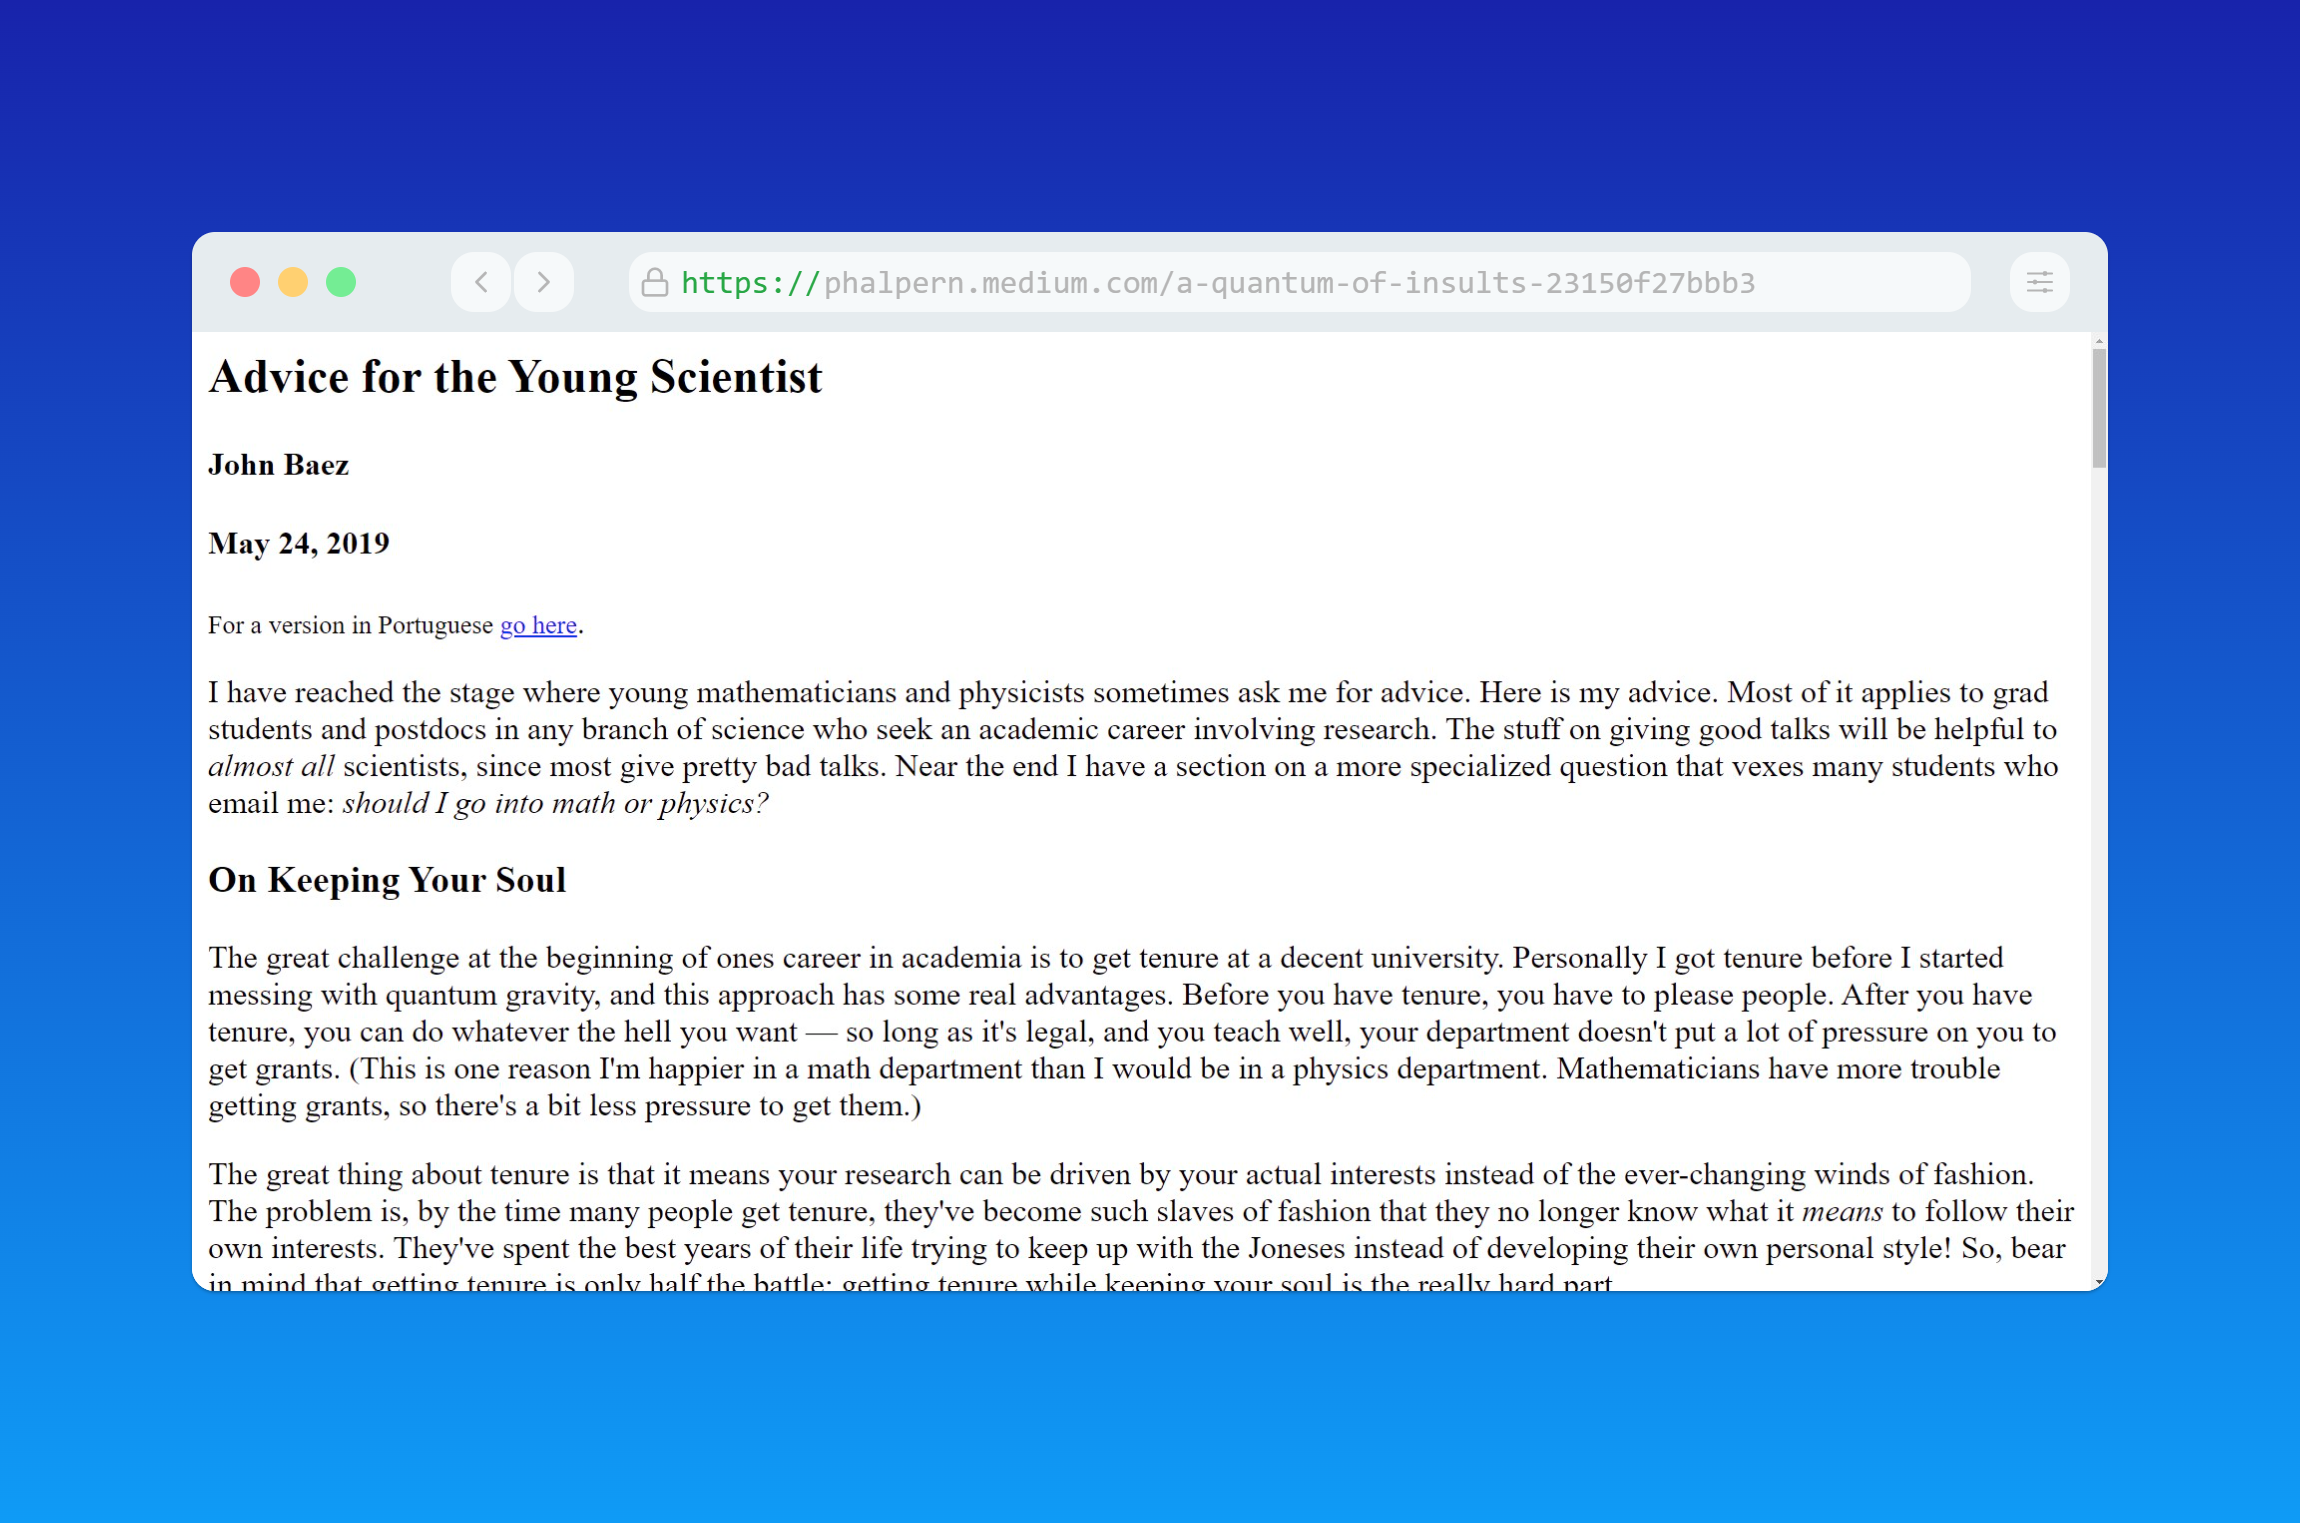 https://phalpern.medium.com/a-quantum-of-insults-23150f27bbb3
Advice for the Young Scientist
John Baez
May 24, 2019
For a version in Portuguese go here.
I have reached the stage where young mathematicians and physicists sometimes ask me for advice. Here is my advice. Most of it applies to grad
students and postdocs in any branch of science who seek an academic career involving research. The stuff on giving good talks will be helpful to
almost all scientists, since most give pretty bad talks. Near the end I have a section on a more specialized question that vexes many students who
email me: should I go into math or physics?
On Keeping Your Soul
The great challenge at the beginning of ones career in academia is to get tenure at a decent university. Personally I got tenure before I started
messing with quantum gravity, and this approach has some real advantages. Before you have tenure, you have to please people. After you have
tenure, you can do whatever the hell you want — so long as it's legal, and you teach well, your department doesn't put a lot of pressure on you to
get grants. (This is one reason I'm happier in a math department than I would be in a physics department. Mathematicians have more trouble
getting grants, so there's a bit less pressure to get them.)
The great thing about tenure is that it means your research can be driven by your actual interests instead of the ever-changing winds of fashion.
The problem is, by the time many people get tenure, they've become such slaves of fashion that they no longer know what it means to follow their
own interests. They've spent the best years of their life trying to keep up with the Joneses instead of developing their own personal style! So, bear
in mind that getting tenure is only half the battle: getting tenure while keeping your soul is the really hard part.